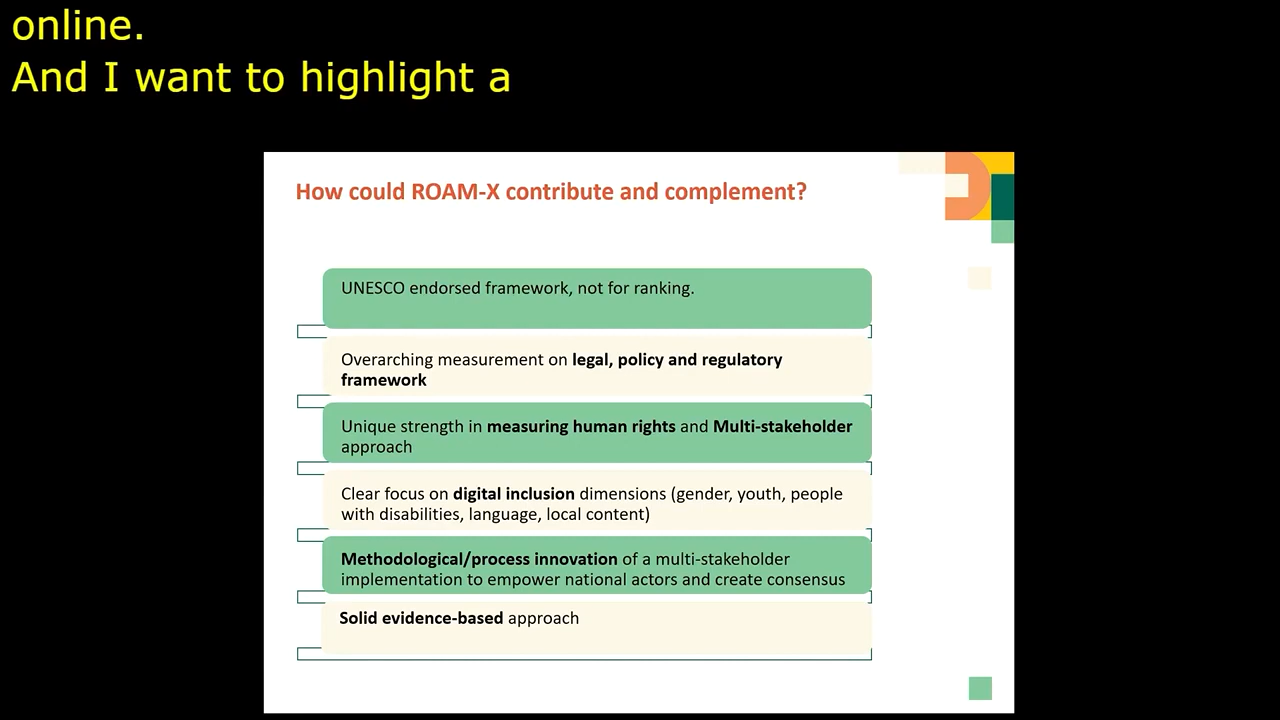 online.
And I want to highlight a
How could ROAM-X contribute and complement?
UNESCO endorsed framework, not for ranking.
Overarching measurement on legal, policy and regulatory
framework
Unique strength in measuring human rights and Multi-stakeholder
approach
Clear focus on digital inclusion dimensions (gender, youth, people
with disabilities, language, local content)
Methodological/process innovation of a multi-stakeholder
implementation to empower national actors and create consensus
Solid evidence-based approach